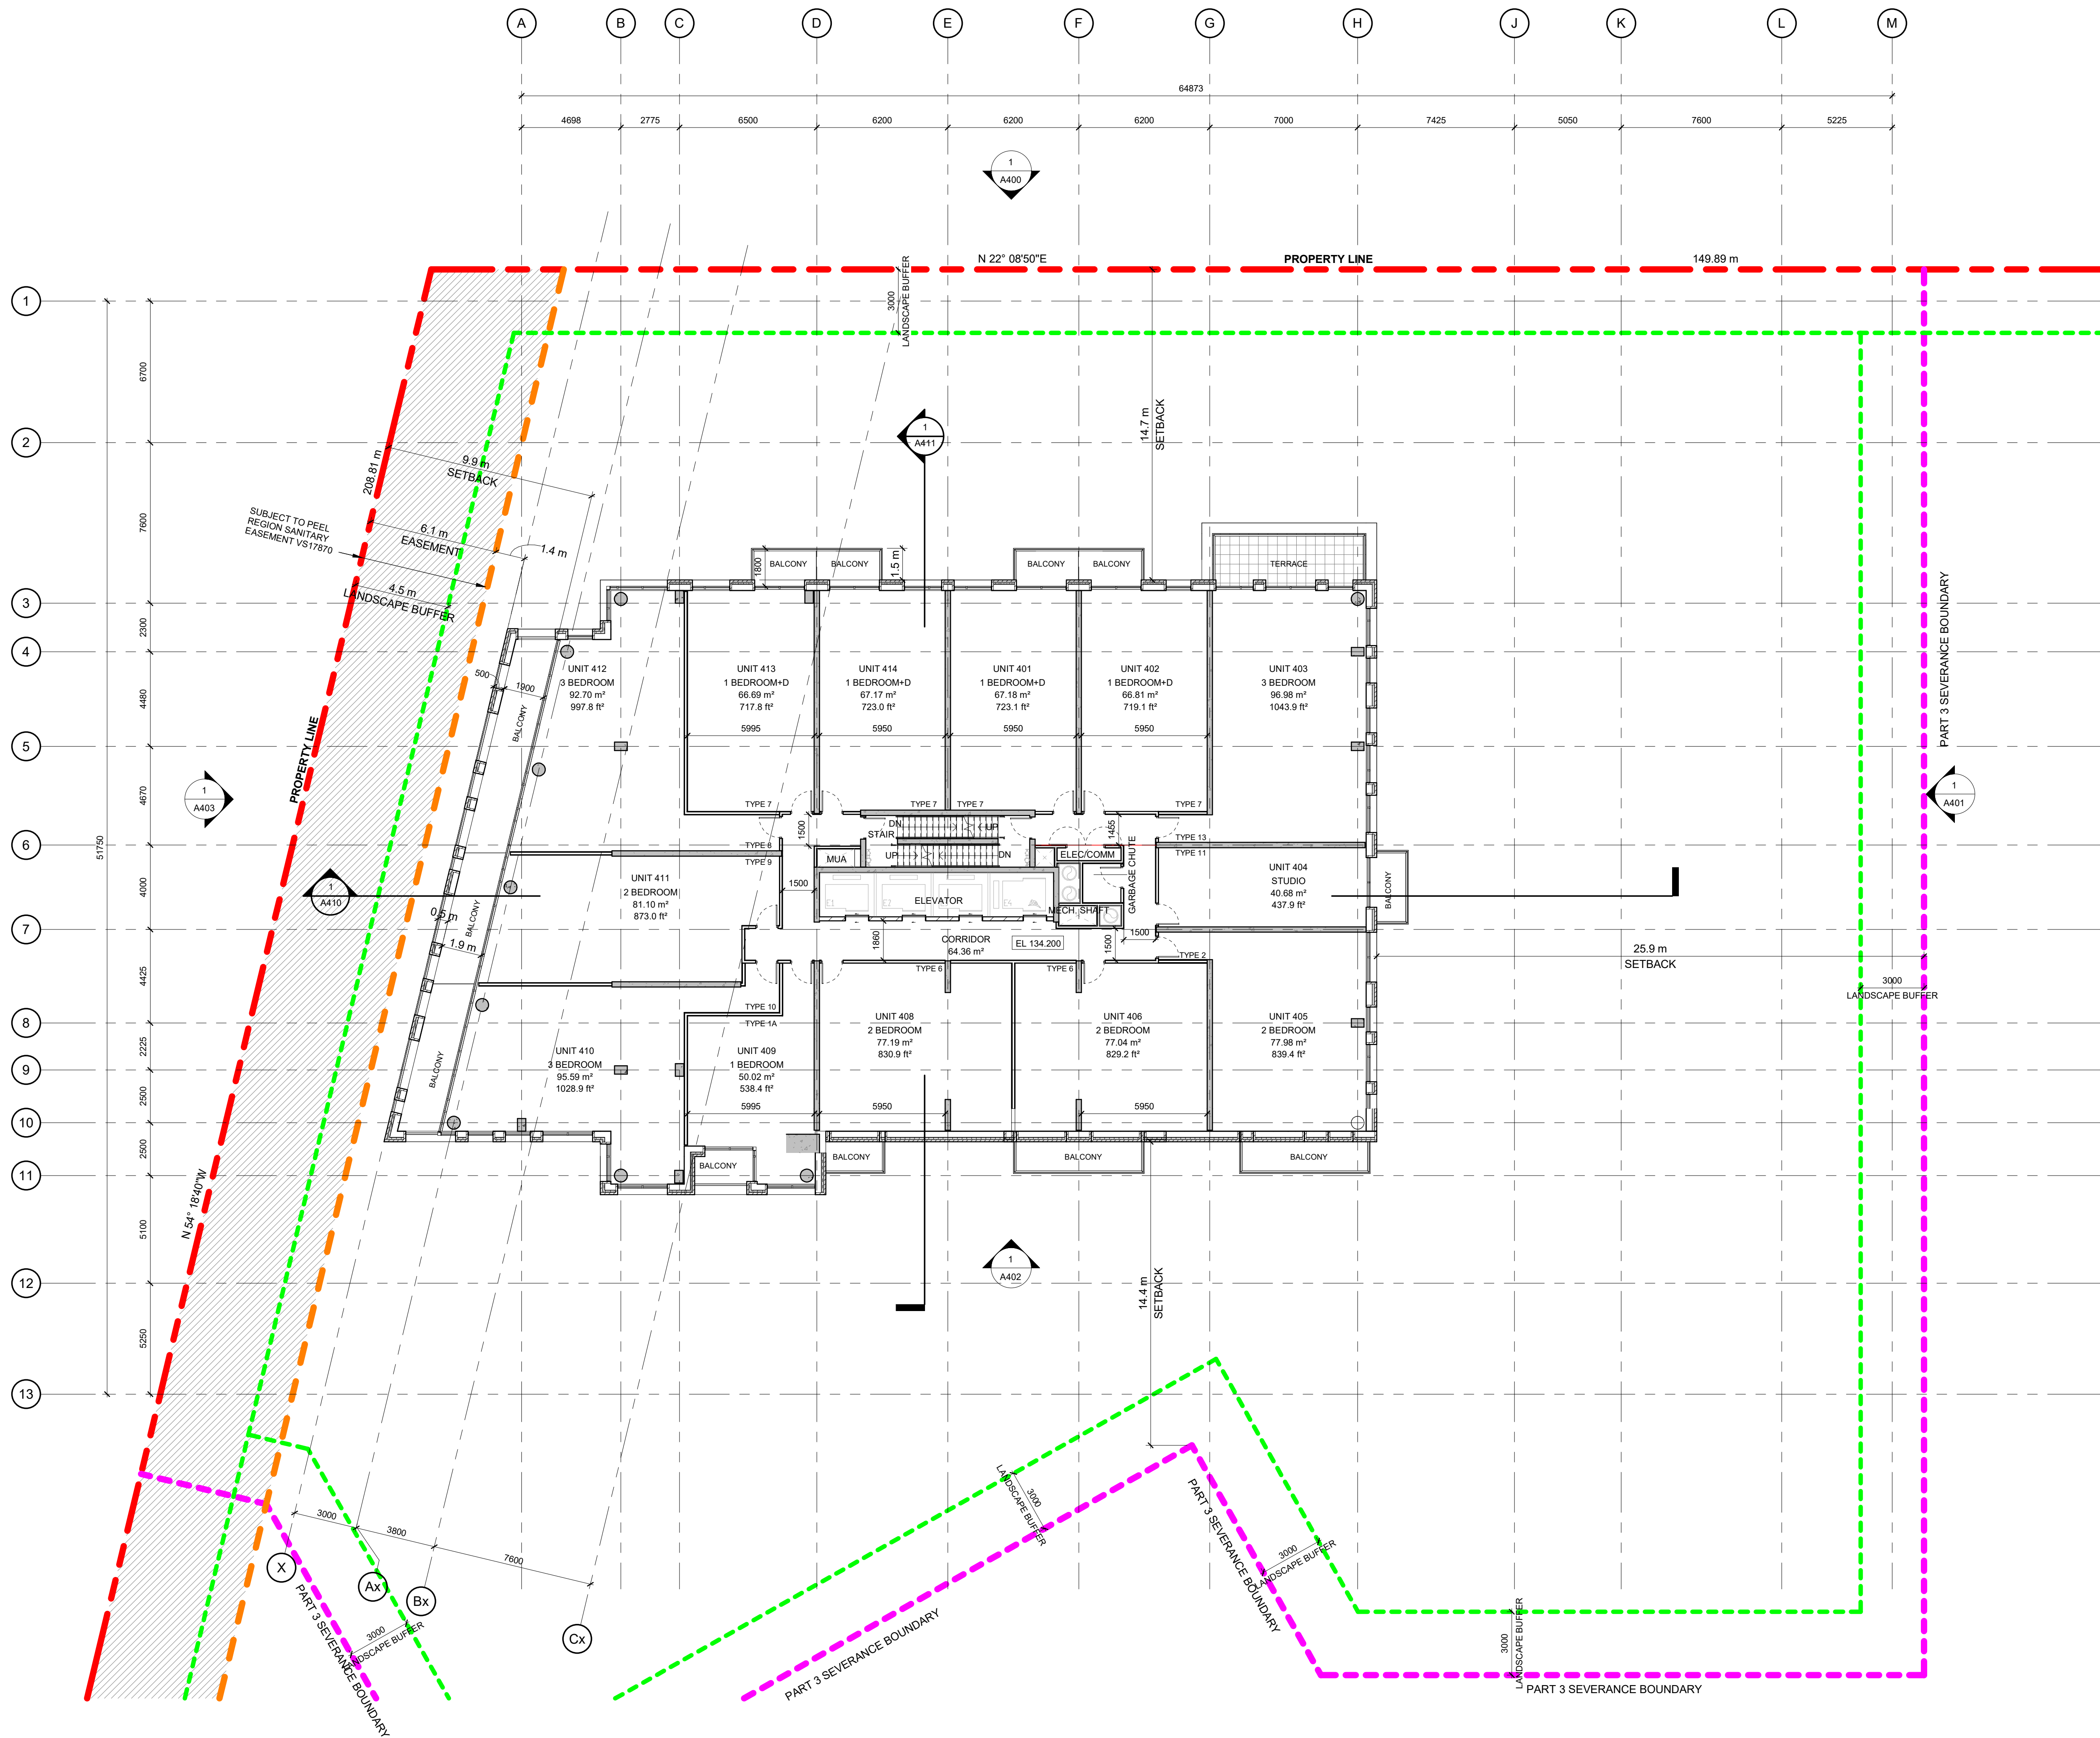 A
B
C
D
E
F
G
H
J
K
L
M
64873
4698
2775
6500
6200
6200
6200
7000
7425
5050
7600
5225
1
A400
N 22° 08'50"E
PROPERTY LINE
149.89 m
1
2
3
4
5
6
7
8
9
10
11
12
13
51750
6700
7600
2300
4480
4670
4000
4425
2225
2500
2500
5100
5250
3000
LANDSCAPE BUFFER
14.7 m
SETBACK
1
A411
208.81 m
9.9 m
SETBACK
SUBJECT TO PEEL
REGION SANITARY
EASEMENT VS17870
6.1 m
EASEMENT
1.4 m
4.5 m
LANDSCAPE BUFFER
PROPERTY LINE
N 54° 18'40"W
1
A403
1
A410
1
A401
PART 3 SEVERANCE BOUNDARY
1800
BALCONY
BALCONY
1.5 m
BALCONY
BALCONY
TERRACE
500
1900
BALCONY
UNIT 412
3 BEDROOM
92.70 m²
997.8 ft²
UNIT 413
1 BEDROOM+D
66.69 m²
717.8 ft²
5995
UNIT 414
1 BEDROOM+D
67.17 m²
723.0 ft²
5950
UNIT 401
1 BEDROOM+D
67.18 m²
723.1 ft²
5950
UNIT 402
1 BEDROOM+D
66.81 m²
719.1 ft²
5950
UNIT 403
3 BEDROOM
96.98 m²
1043.9 ft²
TYPE 7
TYPE 7
TYPE 7
TYPE 7
TYPE 8
TYPE 9
TYPE 13
TYPE 11
1500
DN
STAIR
UP
UP
DN
1455
MUA
ELEC/COMM
GARBAGE CHUTE
1500
E1
E2
E4
ELEVATOR
MECH. SHAFT
UNIT 411
2 BEDROOM
81.10 m²
873.0 ft²
UNIT 404
STUDIO
40.68 m²
437.9 ft²
BALCONY
0.5 m
1.9 m
BALCONY
1860
CORRIDOR
64.36 m²
EL 134.200
1500
1500
TYPE 2
TYPE 6
TYPE 6
TYPE 10
TYPE 1A
25.9 m
SETBACK
3000
LANDSCAPE BUFFER
BALCONY
UNIT 410
3 BEDROOM
95.59 m²
1028.9 ft²
UNIT 409
1 BEDROOM
50.02 m²
538.4 ft²
5995
UNIT 408
2 BEDROOM
77.19 m²
830.9 ft²
5950
UNIT 406
2 BEDROOM
77.04 m²
829.2 ft²
5950
UNIT 405
2 BEDROOM
77.98 m²
839.4 ft²
BALCONY
BALCONY
BALCONY
BALCONY
1
A402
14.4 m
SETBACK
3000
3800
7600
X
Ax
Bx
Cx
PART 3 SEVERANCE BOUNDARY
3000
LANDSCAPE BUFFER
3000
LANDSCAPE BUFFER
PART 3 SEVERANCE BOUNDARY
PART 3 SEVERANCE BOUNDARY
3000
LANDSCAPE BUFFER
3000
LANDSCAPE BUFFER
PART 3 SEVERANCE BOUNDARY